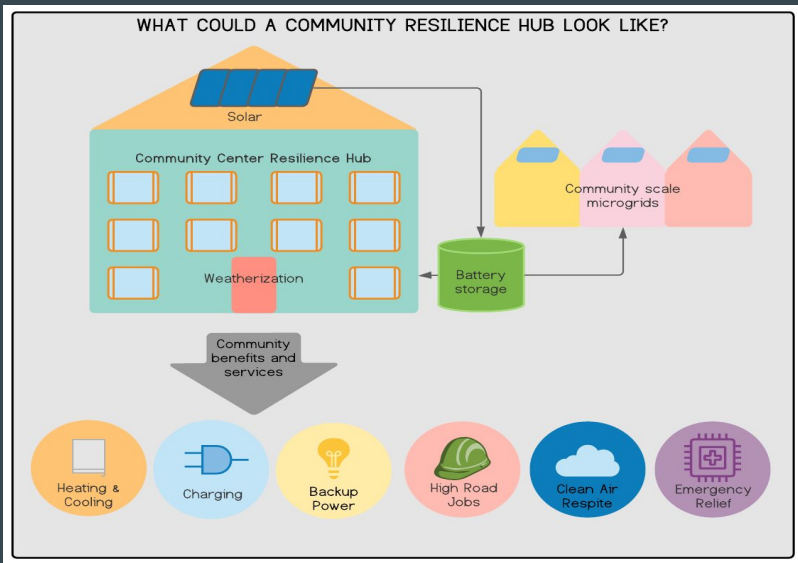 WHAT COULD A COMMUNITY RESILIENCE HUB LOOK LIKE?
Solar
Community Center Resilience Hub
Weatherization
Battery
storage
Community scale
microgrids
Community
benefits and
services
Heating &
Cooling
Charging
Backup
Power
High Road
Jobs
Clean Air
Respite
Emergency
Relief